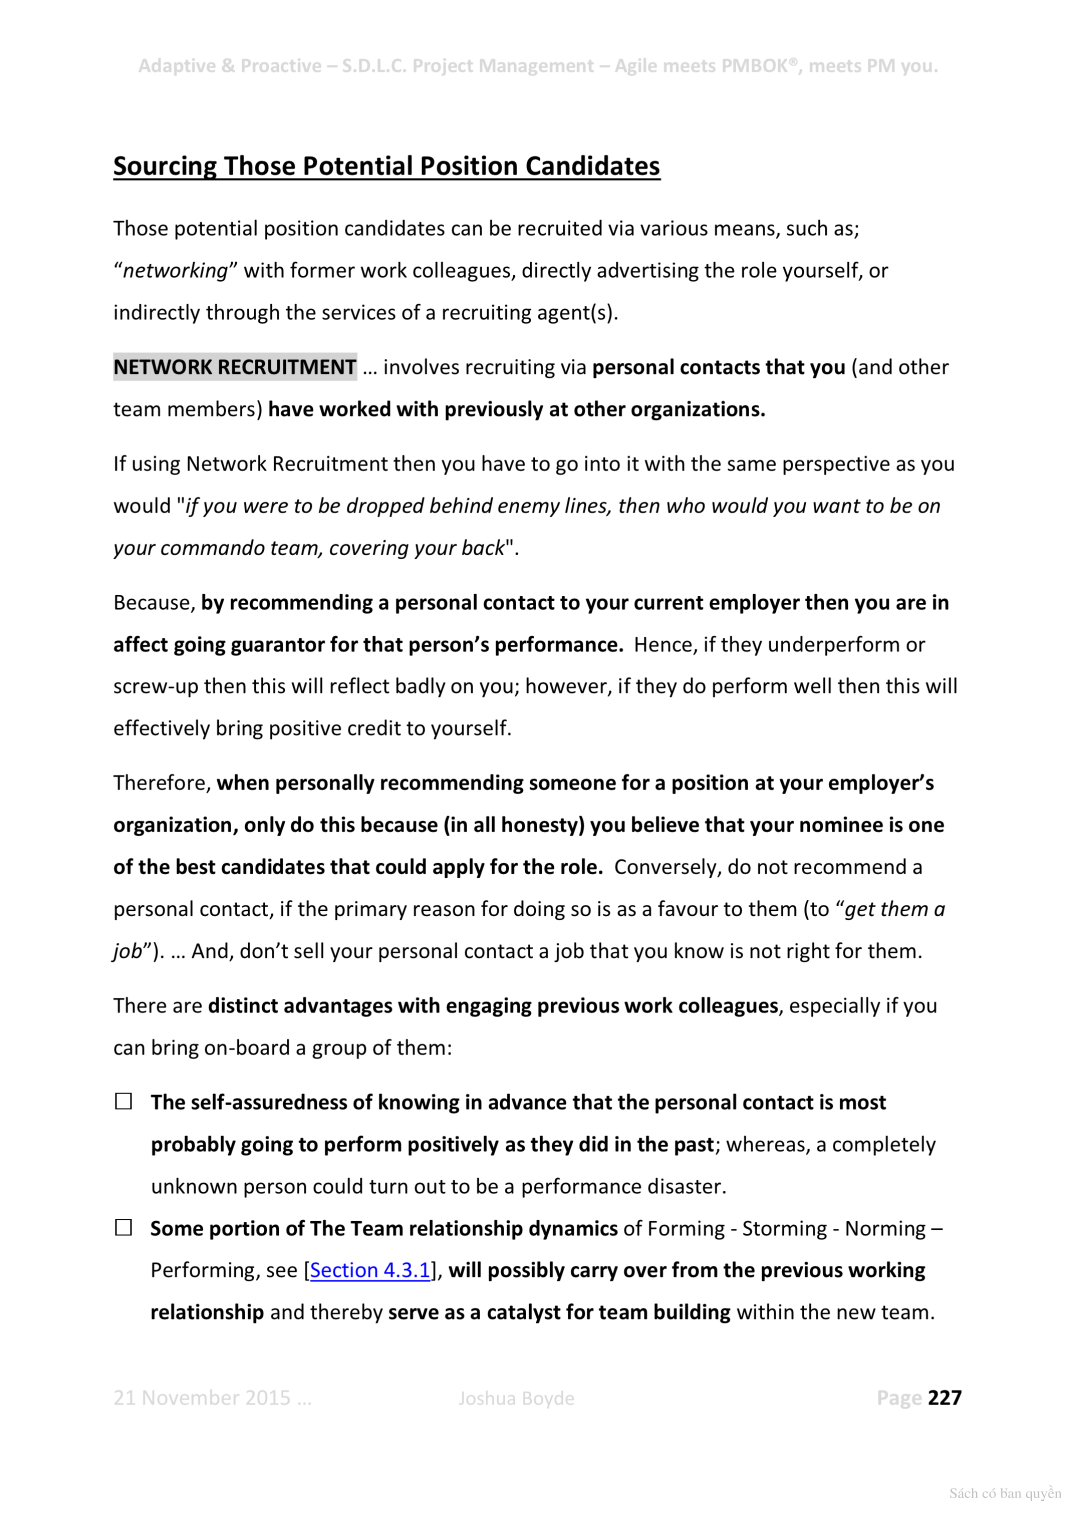 Adaptive & Proactive – S.D.L.C. Project Management – Agile meets PMBOK®, meets PM you.
Sourcing Those Potential Position Candidates
Those potential position candidates can be recruited via various means, such as;
“networking” with former work colleagues, directly advertising the role yourself, or
indirectly through the services of a recruiting agent(s).
NETWORK RECRUITMENT … involves recruiting via personal contacts that you (and other
team members) have worked with previously at other organizations.
If using Network Recruitment then you have to go into it with the same perspective as you
would "if you were to be dropped behind enemy lines, then who would you want to be on
your commando team, covering your back".
Because, by recommending a personal contact to your current employer then you are in
affect going guarantor for that person’s performance.  Hence, if they underperform or
screw-up then this will reflect badly on you; however, if they do perform well then this will
effectively bring positive credit to yourself.
Therefore, when personally recommending someone for a position at your employer’s
organization, only do this because (in all honesty) you believe that your nominee is one
of the best candidates that could apply for the role.  Conversely, do not recommend a
personal contact, if the primary reason for doing so is as a favour to them (to “get them a
job”). … And, don’t sell your personal contact a job that you know is not right for them.
There are distinct advantages with engaging previous work colleagues, especially if you
can bring on-board a group of them:
☐ The self-assuredness of knowing in advance that the personal contact is most
probably going to perform positively as they did in the past; whereas, a completely
unknown person could turn out to be a performance disaster.
☐ Some portion of The Team relationship dynamics of Forming - Storming - Norming –
Performing, see [Section 4.3.1], will possibly carry over from the previous working
relationship and thereby serve as a catalyst for team building within the new team.
21 November 2015 … Joshua Boyde Page 227
Sách có bản quyền